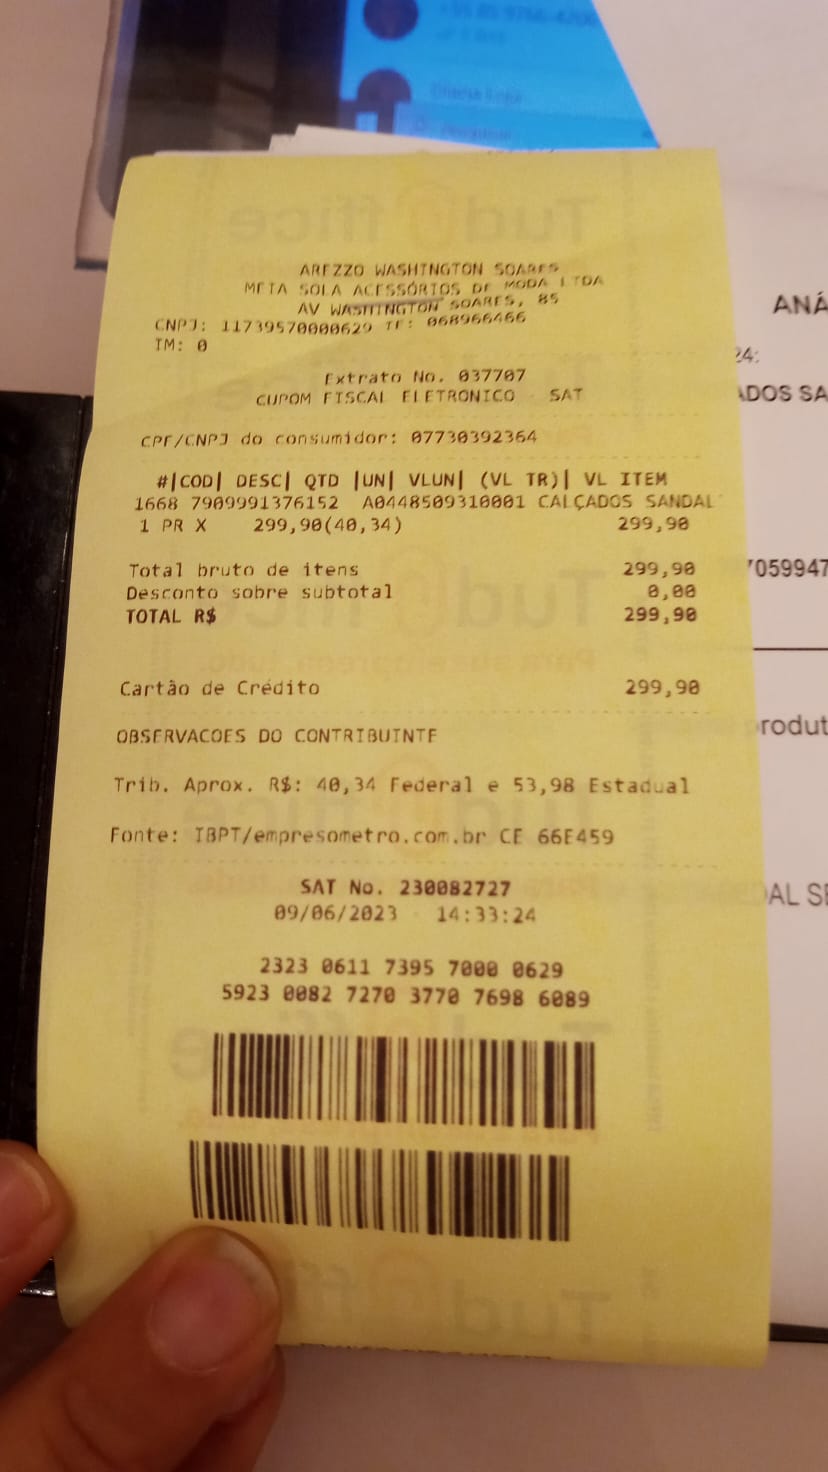 AREZZO WASHINGTON SOARES
META SOLA ACESSÓRIOS DE MODA LTDA
AV WASHINGTON SOARES, 85
CNPJ: 11739570000629 IE: 068966466
IM: 0
Extrato No. 037707
CUPOM FISCAL ELETRONICO - SAT
CPF/CNPJ do consumidor: 07730392364
#|COD| DESC| QTD |UN| VLUN| (VL TR)| VL ITEM
1668 7909991376152 A0448509310001 CALÇADOS SANDAL
1 PR X 299,90(40,34) 299,90
Total bruto de itens 299,90
Desconto sobre subtotal 0,00
TOTAL R$ 299,90
Cartão de Crédito 299,90
OBSERVACOES DO CONTRIBUINTE
Trib. Aprox. R$: 40,34 Federal e 53,98 Estadual
Fonte: IBPT/empresometro.com.br CE 66E459
SAT No. 230082727
09/06/2023 - 14:33:24
2323 0611 7395 7000 0629
5923 0082 7270 3770 7698 6089
ANÁ
24:
ADOS SA
7059947
rodut
DAL SE